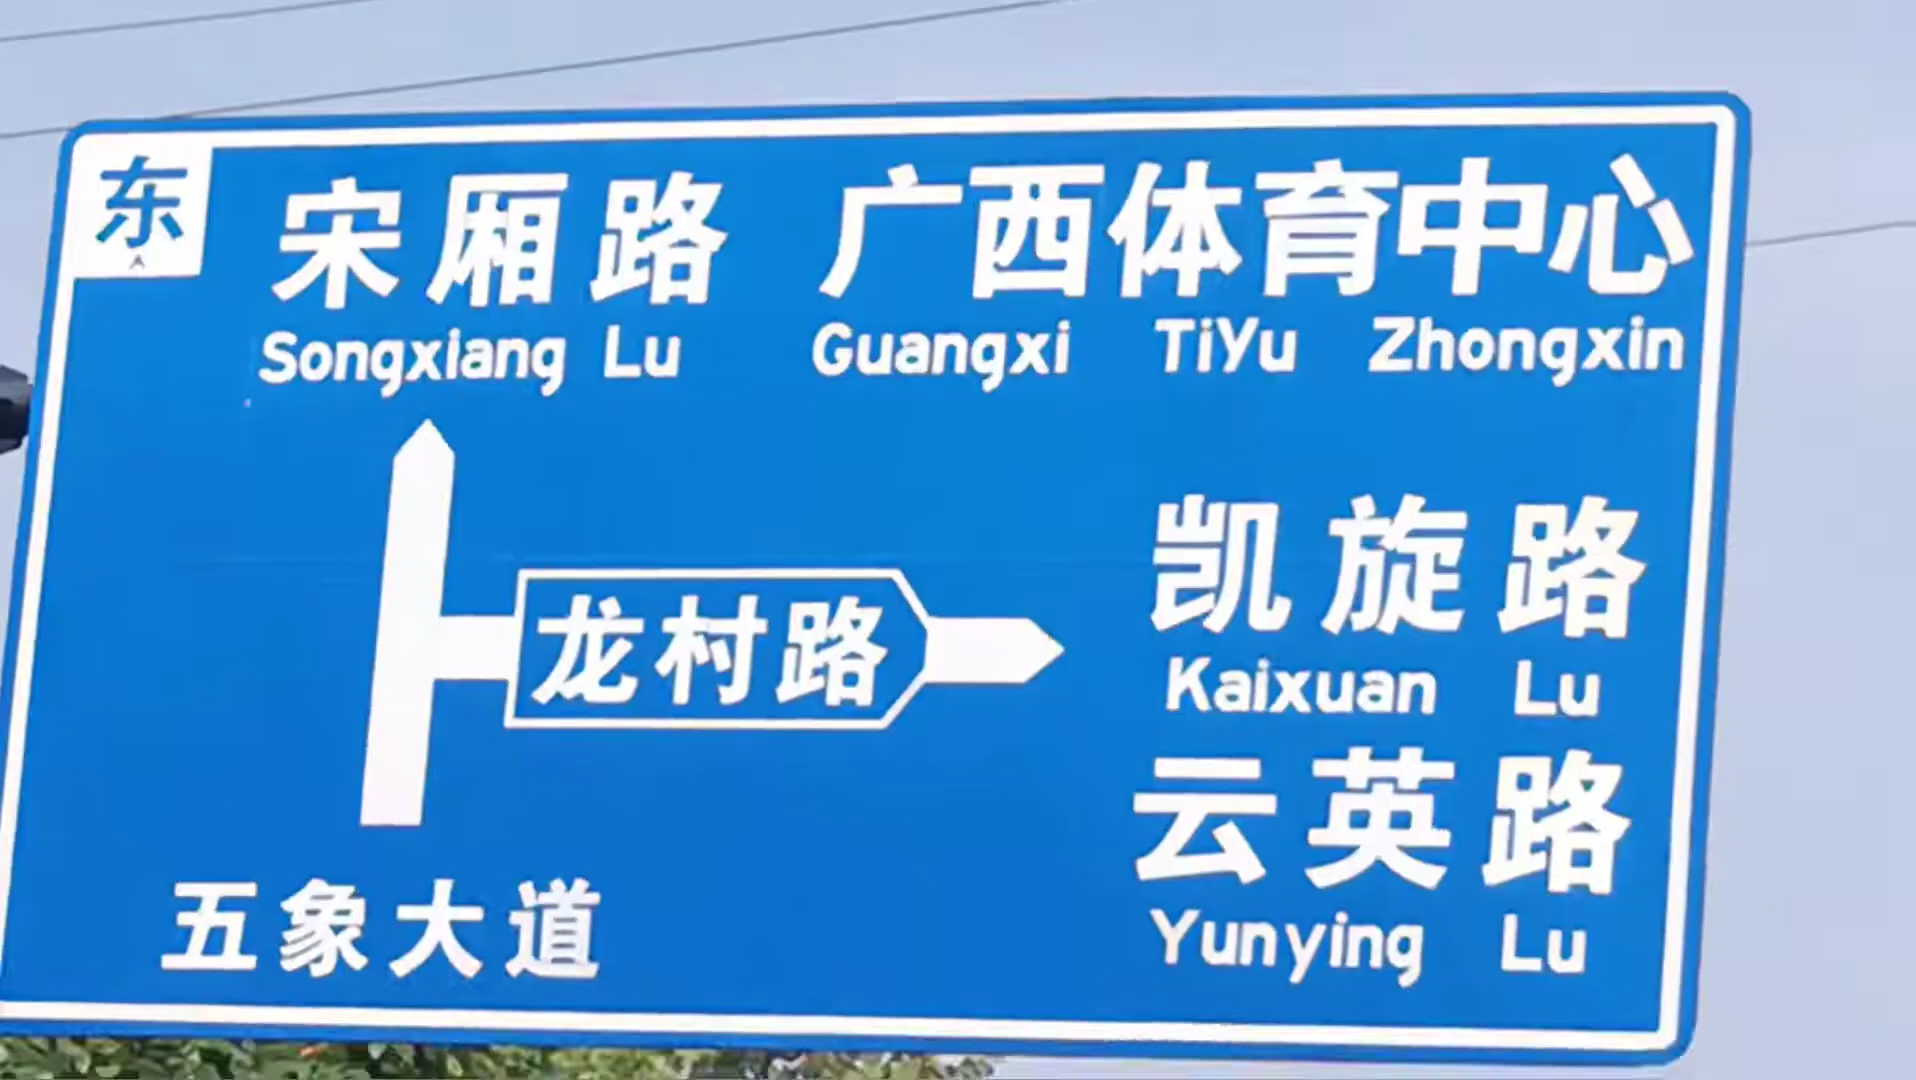 东
宋厢路 广西体育中心
Songxiang Lu Guangxi TiYu Zhongxin
凯旋路
Kaixuan Lu
龙村路
云英路
Yunying Lu
五象大道